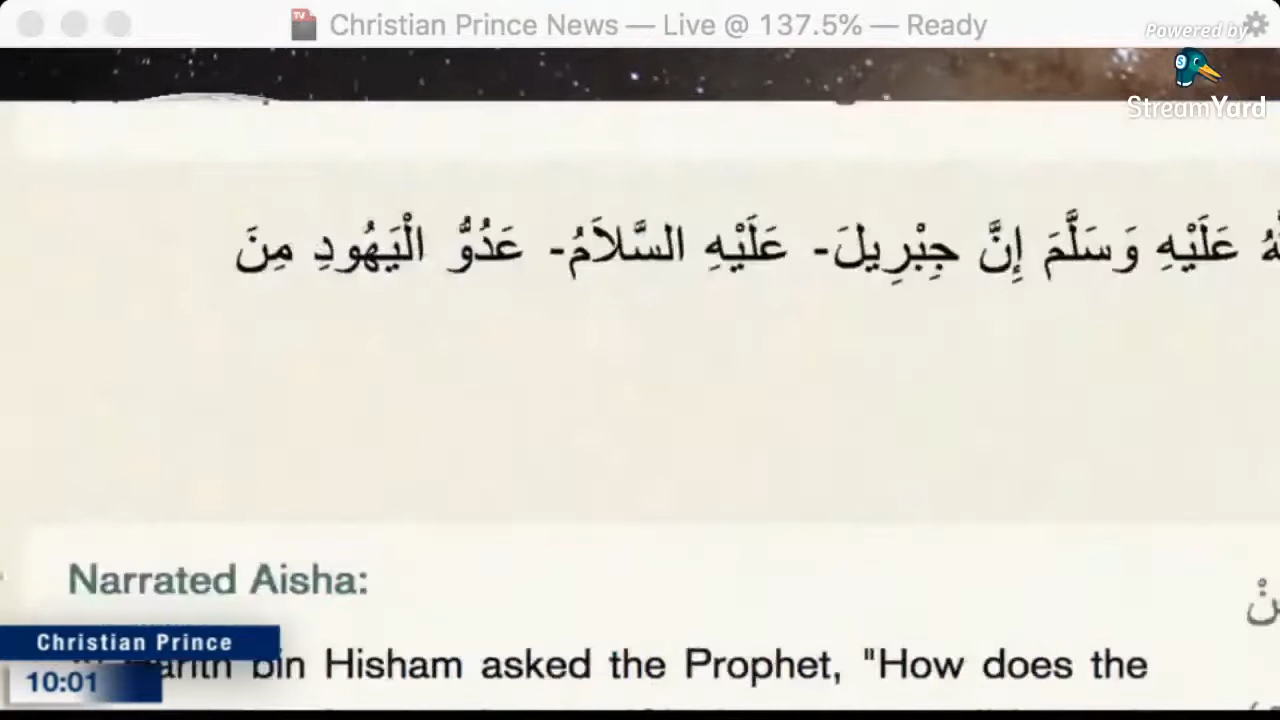 Christian Prince News — Live @ 137.5% — Ready
Powered by
StreamYard
عَلَيْهِ وَسَلَّمَ إِنَّ جِبْرِيلَ- عَلَيْهِ السَّلاَمُ- عَدُوُّ الْيَهُودِ مِنَ
Narrated Aisha:
bin Hisham asked the Prophet, "How does the
Christian Prince
10:01